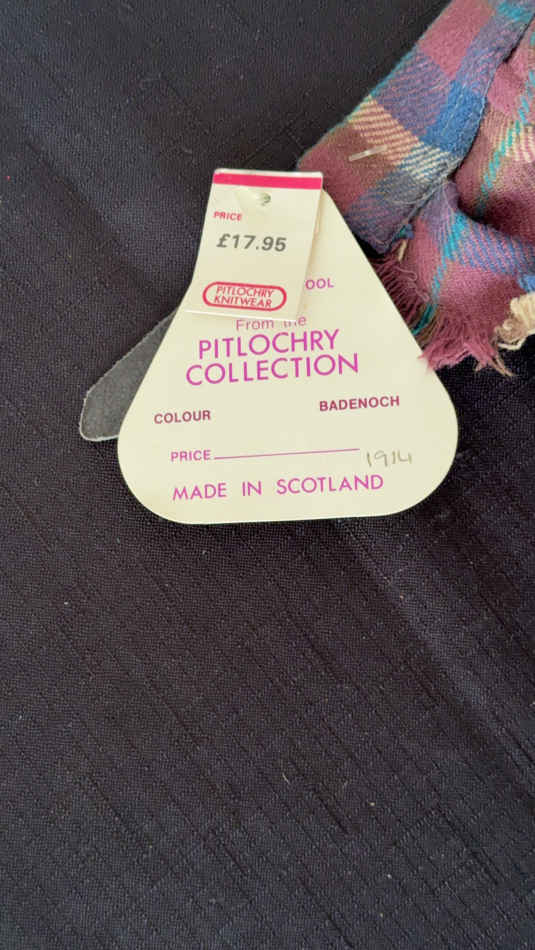 PRICE
£17.95
PITLOCHRY
KNITWEAR
OOL
From the
PITLOCHRY
COLLECTION
COLOUR BADENOCH
PRICE 1914
MADE IN SCOTLAND